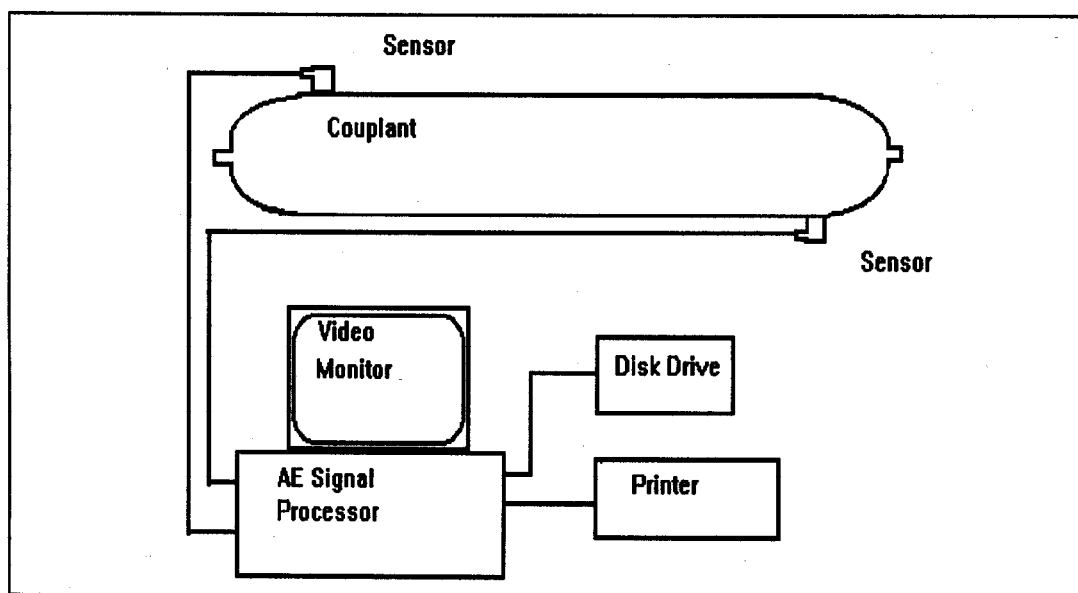 Sensor
Couplant
Sensor
Video
Monitor
Disk Drive
AE Signal
Processor
Printer